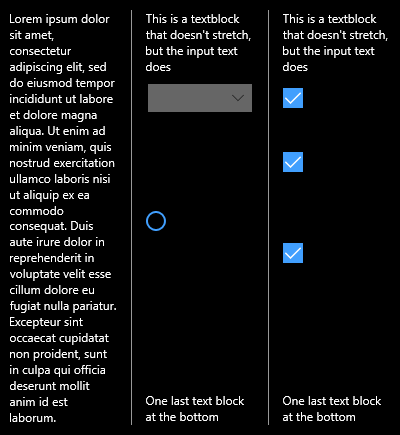 Lorem ipsum dolor
sit amet,
consectetur
adipiscing elit, sed
do eiusmod tempor
incididunt ut labore
et dolore magna
aliqua. Ut enim ad
minim veniam, quis
nostrud exercitation
ullamco laboris nisi
ut aliquip ex ea
commodo
consequat. Duis
aute irure dolor in
reprehenderit in
voluptate velit esse
cillum dolore eu
fugiat nulla pariatur.
Excepteur sint
occaecat cupidatat
non proident, sunt
in culpa qui officia
deserunt mollit
anim id est
laborum.
This is a textblock
that doesn't stretch,
but the input text
does
One last text block
at the bottom
This is a textblock
that doesn't stretch,
but the input text
does
One last text block
at the bottom